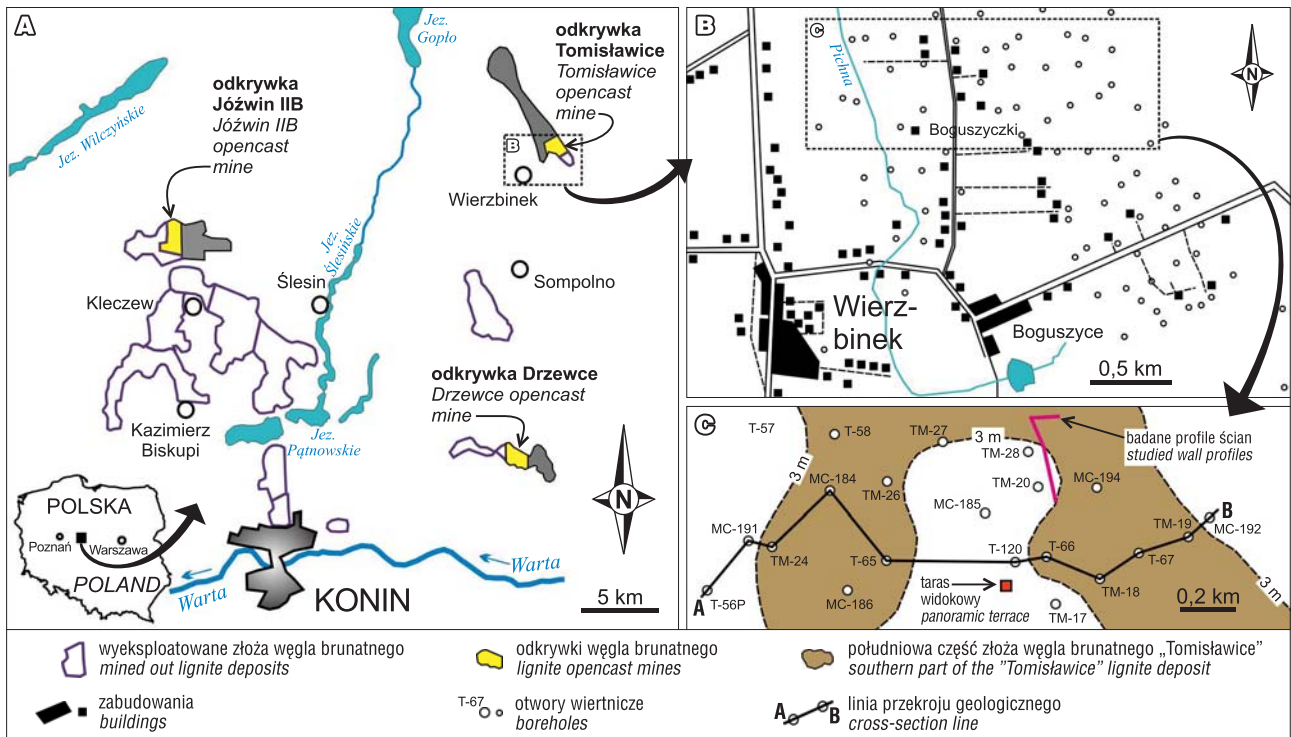 A
Jez. Gopło
odkrywka
Tomisławice
Tomisławice
opencast
mine
odkrywka
Jóźwin IIB
Jóźwin IIB
opencast
mine
Jez. Wilczyńskie
B
Wierzbinek
Jez.
Ślesińskie
Ślesin
Kleczew
Sompolno
odkrywka Drzewce
Drzewce opencast
mine
Kazimierz
Biskupi
Jez.
Pątnowskie
POLSKA
Poznań
Warszawa
POLAND
N
Warta
Warta
KONIN
5 km
B
C
Pichna
N
Boguszyczki
Wierz-
binek
Boguszyce
0,5 km
C
T-57
T-58
TM-27
3 m
TM-28
badane profile ścian
studied wall profiles
3 m
MC-184
TM-26
TM-20
MC-194
MC-185
MC-191
TM-19
B
MC-192
TM-24
T-65
T-120
T-66
T-67
A
T-56P
MC-186
taras
widokowy
panoramic terrace
TM-18
TM-17
3 m
0,2 km
wyeksploatowane złoża węgla brunatnego
mined out lignite deposits
odkrywki węgla brunatnego
lignite opencast mines
południowa część złoża węgla brunatnego „Tomisławice”
southern part of the "Tomisławice" lignite deposit
zabudowania
buildings
T-67
otwory wiertnicze
boreholes
A B
linia przekroju geologicznego
cross-section line